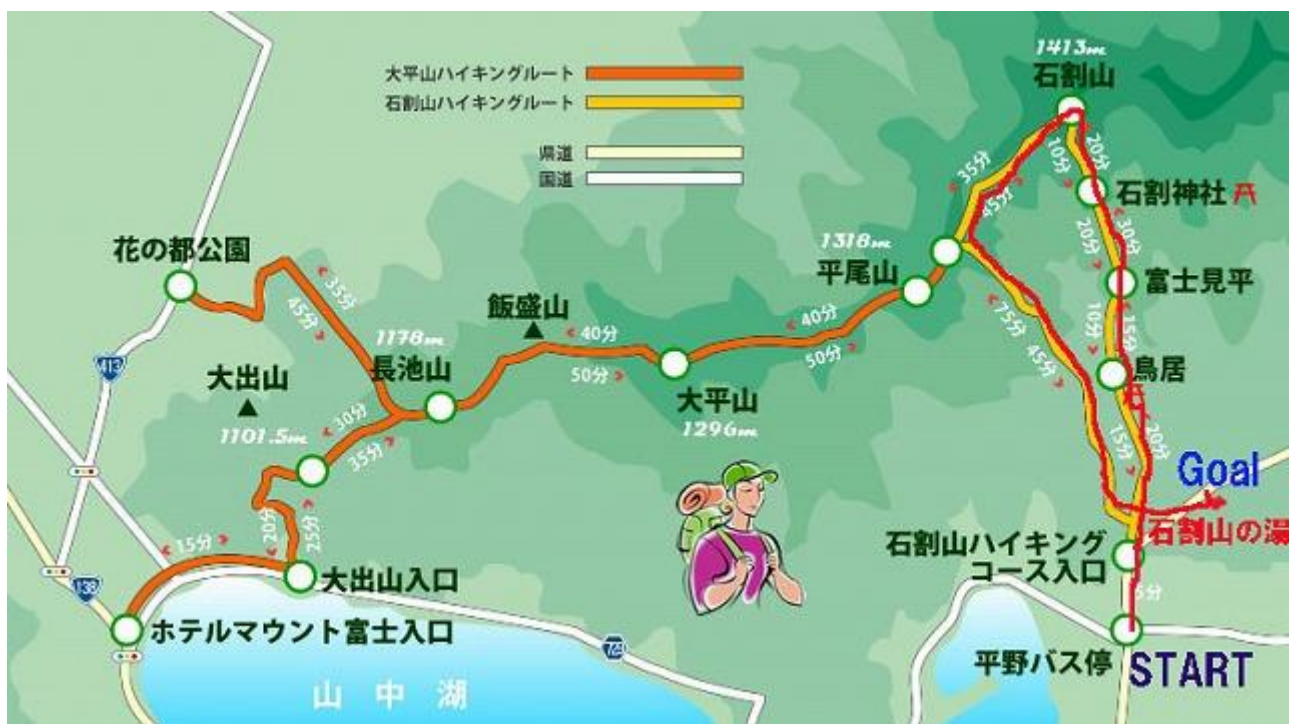 1413m
石割山
大平山ハイキングルート
石割山ハイキングルート
県道
国道
35分
45分
10分
20分
石割神社
20分
30分
富士見平
10分
15分
鳥居
15分
20分
75分
45分
1318m
平尾山
花の都公園
35分
45分
飯盛山
40分
50分
40分
50分
413
1178m
長池山
大出山
1101.5m
30分
35分
大平山
1296m
Goal
石割山の湯
石割山ハイキング
コース入口
5分
15分
20分
25分
大出山入口
138
ホテルマウント富士入口
729
平野バス停
START
山中湖